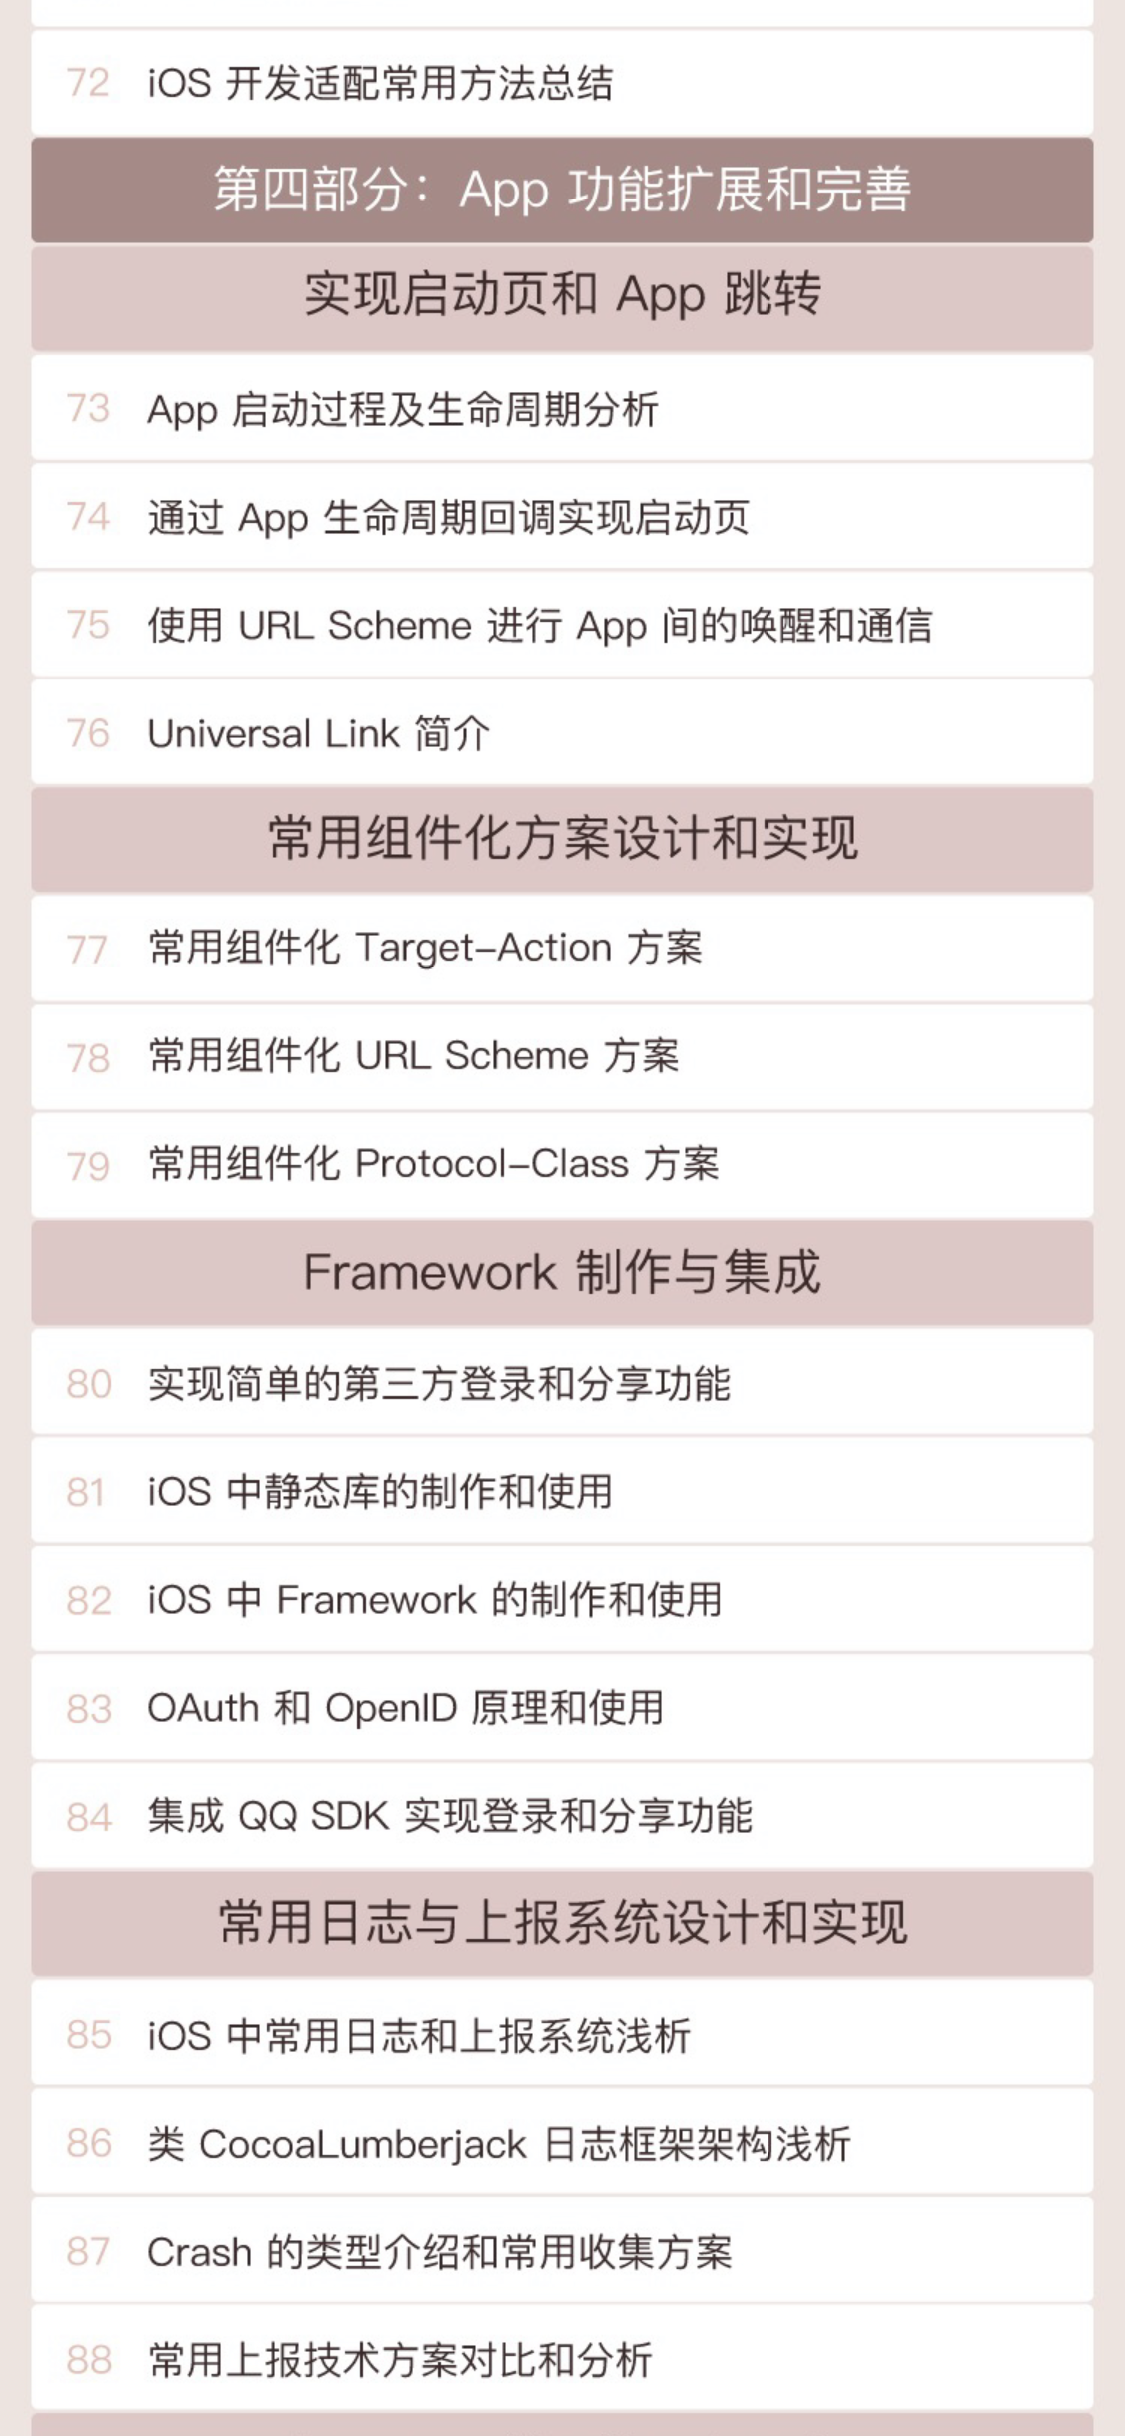 72 iOS 开发适配常用方法总结
第四部分：App 功能扩展和完善
实现启动页和 App 跳转
73 App 启动过程及生命周期分析
74 通过 App 生命周期回调实现启动页
75 使用 URL Scheme 进行 App 间的唤醒和通信
76 Universal Link 简介
常用组件化方案设计和实现
77 常用组件化 Target–Action 方案
78 常用组件化 URL Scheme 方案
79 常用组件化 Protocol–Class 方案
Framework 制作与集成
80 实现简单的第三方登录和分享功能
81 iOS 中静态库的制作和使用
82 iOS 中 Framework 的制作和使用
83 OAuth 和 OpenID 原理和使用
84 集成 QQ SDK 实现登录和分享功能
常用日志与上报系统设计和实现
85 iOS 中常用日志和上报系统浅析
86 类 CocoaLumberjack 日志框架架构浅析
87 Crash 的类型介绍和常用收集方案
88 常用上报技术方案对比和分析